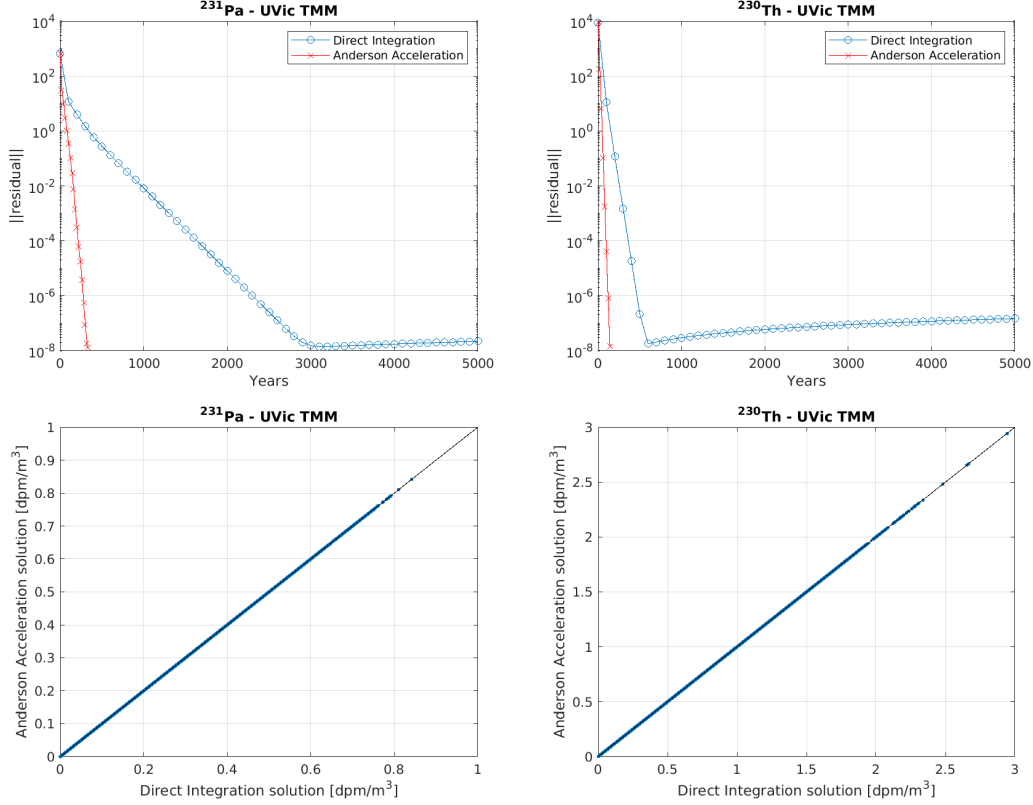 ²³¹Pa - UVic TMM
10⁴
10²
10⁰
10⁻²
10⁻⁴
10⁻⁶
10⁻⁸
||residual||
Direct Integration
Anderson Acceleration
0 1000 2000 3000 4000 5000
Years
²³⁰Th - UVic TMM
10⁴
10²
10⁰
10⁻²
10⁻⁴
10⁻⁶
10⁻⁸
||residual||
Direct Integration
Anderson Acceleration
0 1000 2000 3000 4000 5000
Years
²³¹Pa - UVic TMM
1
0.9
0.8
0.7
0.6
0.5
0.4
0.3
0.2
0.1
0
Anderson Acceleration solution [dpm/m³]
0 0.2 0.4 0.6 0.8 1
Direct Integration solution [dpm/m³]
²³⁰Th - UVic TMM
3
2.5
2
1.5
1
0.5
0
Anderson Acceleration solution [dpm/m³]
0 0.5 1 1.5 2 2.5 3
Direct Integration solution [dpm/m³]